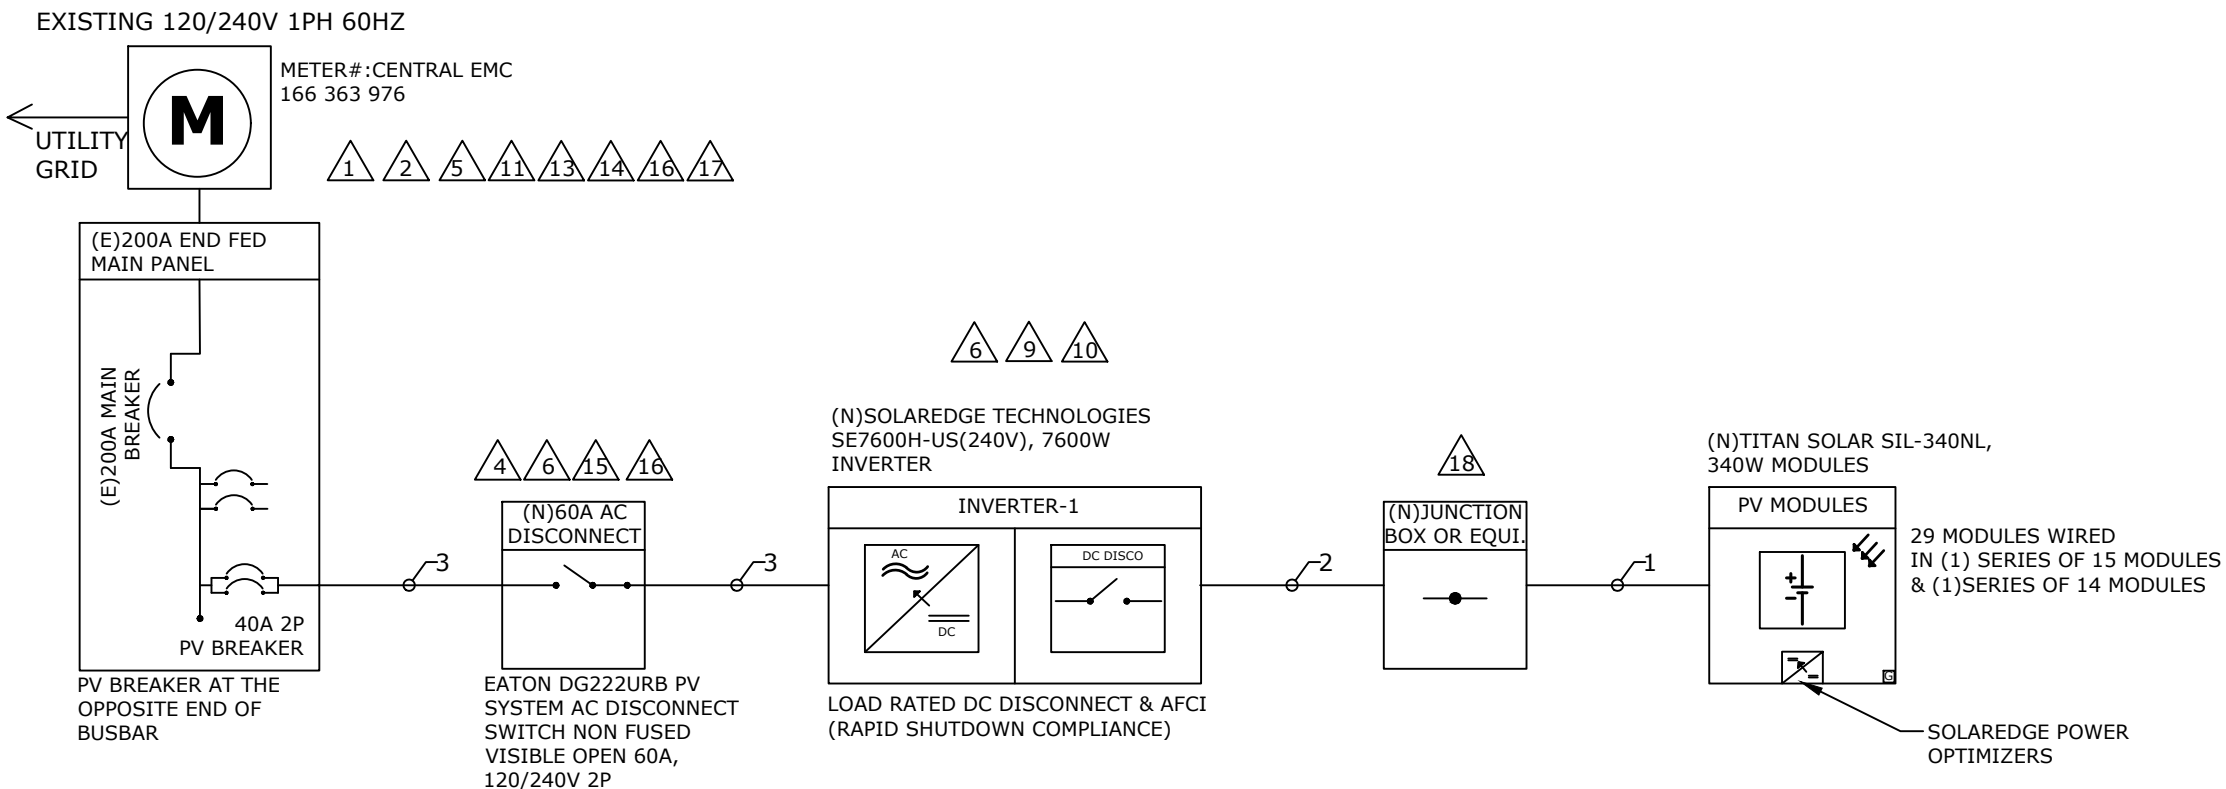 EXISTING 120/240V 1PH 60HZ
M
METER#:CENTRAL EMC
166 363 976
UTILITY
GRID
1 2 5 11 13 14 16 17
(E)200A END FED
MAIN PANEL
(E)200A MAIN
BREAKER
40A 2P
PV BREAKER
PV BREAKER AT THE
OPPOSITE END OF
BUSBAR
3
4 6 15 16
(N)60A AC
DISCONNECT
EATON DG222URB PV
SYSTEM AC DISCONNECT
SWITCH NON FUSED
VISIBLE OPEN 60A,
120/240V 2P
3
6 9 10
(N)SOLAREDGE TECHNOLOGIES
SE7600H-US(240V), 7600W
INVERTER
INVERTER-1
AC
DC
DC DISCO
LOAD RATED DC DISCONNECT & AFCI
(RAPID SHUTDOWN COMPLIANCE)
2
18
(N)JUNCTION
BOX OR EQUI.
1
(N)TITAN SOLAR SIL-340NL,
340W MODULES
PV MODULES
+
−
G
29 MODULES WIRED
IN (1) SERIES OF 15 MODULES
& (1)SERIES OF 14 MODULES
SOLAREDGE POWER
OPTIMIZERS